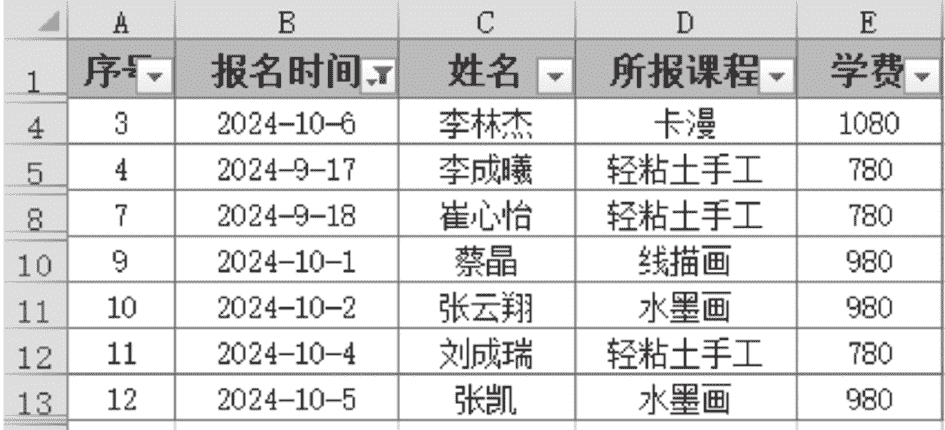 A B C D E
1 序号 报名时间 姓名 所报课程 学费
4 3 2024-10-6 李林杰 卡漫 1080
5 4 2024-9-17 李成曦 轻粘土手工 780
8 7 2024-9-18 崔心怡 轻粘土手工 780
10 9 2024-10-1 蔡晶 线描画 980
11 10 2024-10-2 张云翔 水墨画 980
12 11 2024-10-4 刘成瑞 轻粘土手工 780
13 12 2024-10-5 张凯 水墨画 980